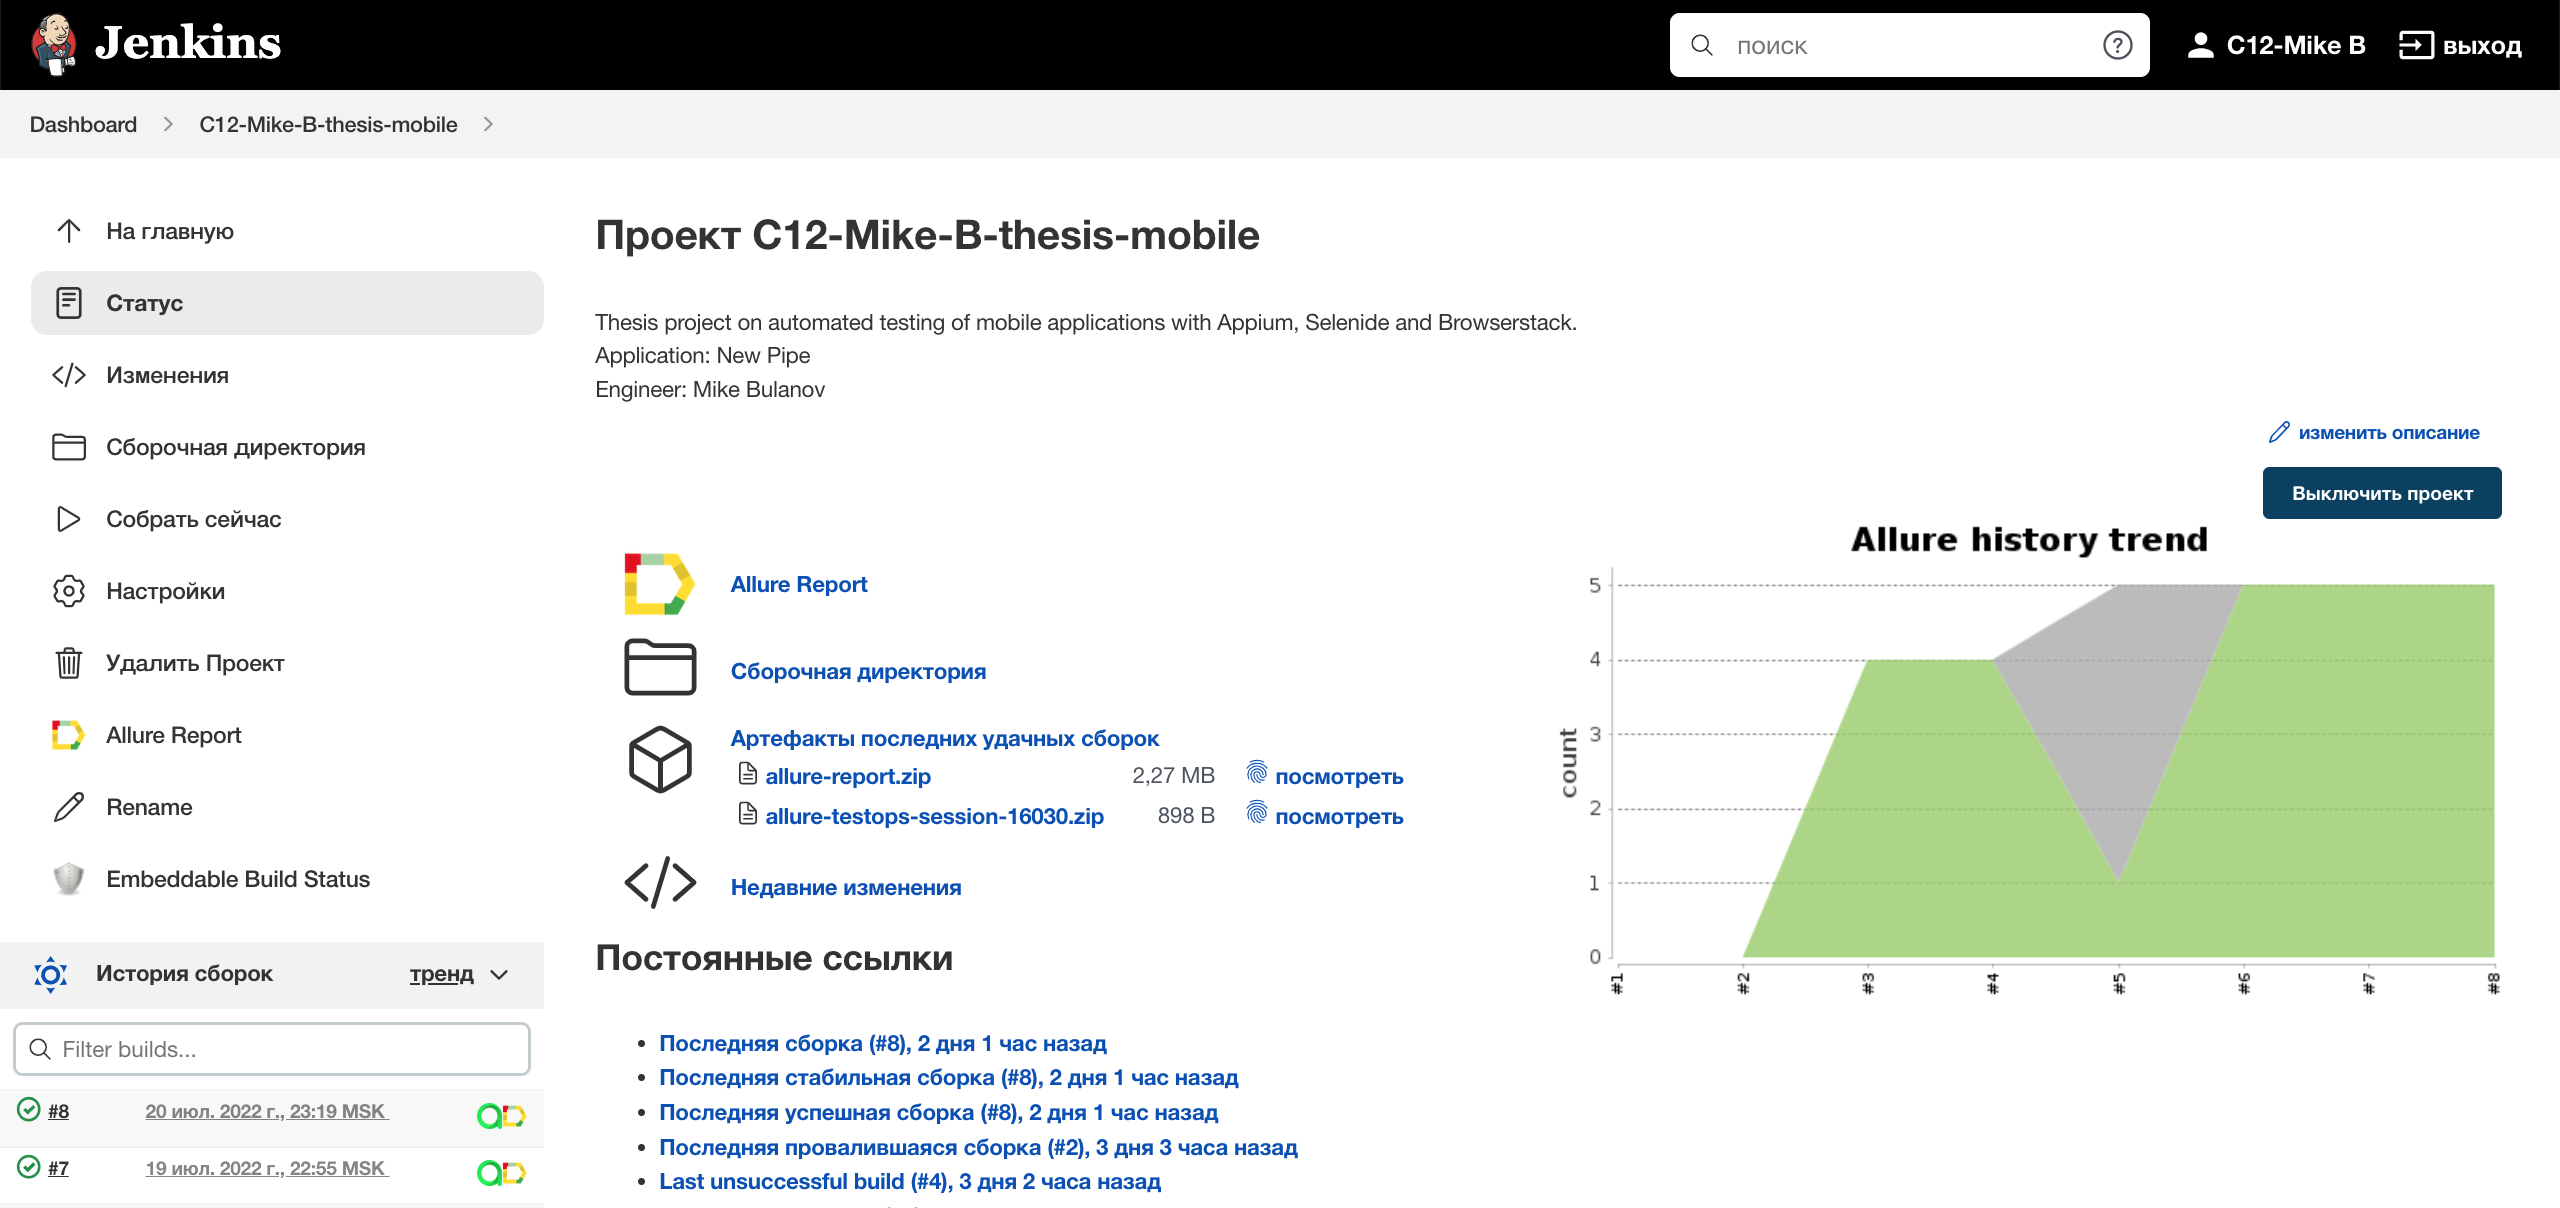 Jenkins
поиск
C12-Mike B
выход
Dashboard
C12-Mike-B-thesis-mobile
На главную
Статус
Изменения
Сборочная директория
Собрать сейчас
Настройки
Удалить Проект
Allure Report
Rename
Embeddable Build Status
История сборок
тренд
Filter builds...
#8 20 июл. 2022 г., 23:19 MSK
#7 19 июл. 2022 г., 22:55 MSK
Проект C12-Mike-B-thesis-mobile
Thesis project on automated testing of mobile applications with Appium, Selenide and Browserstack.
Application: New Pipe
Engineer: Mike Bulanov
изменить описание
Выключить проект
Allure Report
Сборочная директория
Артефакты последних удачных сборок
allure-report.zip 2,27 MB посмотреть
allure-testops-session-16030.zip 898 B посмотреть
Недавние изменения
Allure history trend
count
5
4
3
2
1
0
#1 #2 #3 #4 #5 #6 #7 #8
Постоянные ссылки
Последняя сборка (#8), 2 дня 1 час назад
Последняя стабильная сборка (#8), 2 дня 1 час назад
Последняя успешная сборка (#8), 2 дня 1 час назад
Последняя провалившаяся сборка (#2), 3 дня 3 часа назад
Last unsuccessful build (#4), 3 дня 2 часа назад